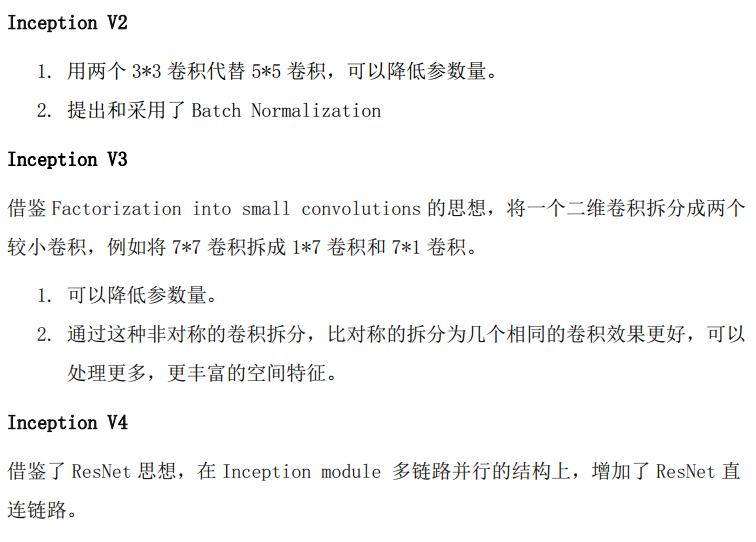 Inception V2
1. 用两个 3*3 卷积代替 5*5 卷积，可以降低参数量。
2. 提出和采用了 Batch Normalization
Inception V3
借鉴 Factorization into small convolutions 的思想，将一个二维卷积拆分成两个
较小卷积，例如将 7*7 卷积拆成 1*7 卷积和 7*1 卷积。
1. 可以降低参数量。
2. 通过这种非对称的卷积拆分，比对称的拆分为几个相同的卷积效果更好，可以
处理更多，更丰富的空间特征。
Inception V4
借鉴了 ResNet 思想，在 Inception module 多链路并行的结构上，增加了 ResNet 直
连链路。